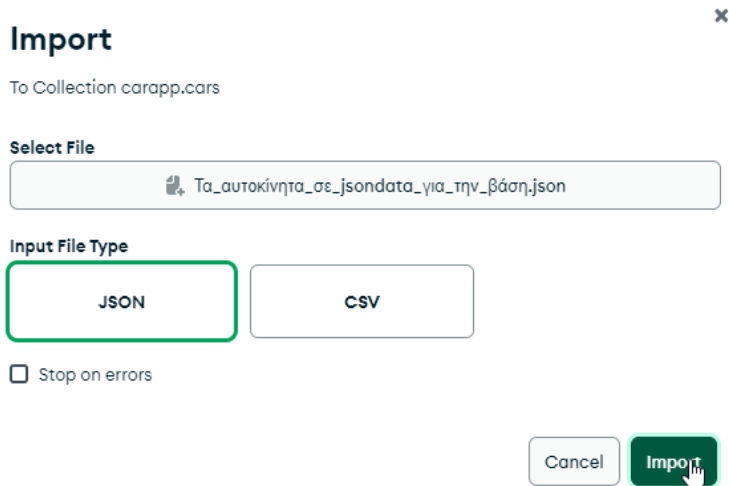 Import
To Collection carapp.cars
Select File
Τα_αυτοκίνητα_σε_jsondata_για_την_βάση.json
Input File Type
JSON
CSV
Stop on errors
Cancel
Import